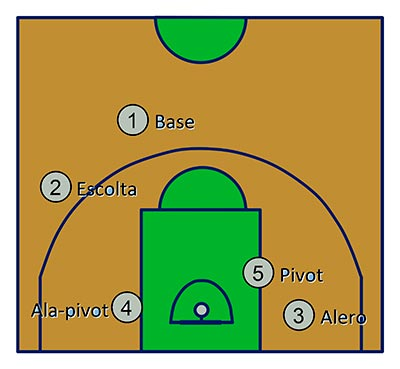 1 Base
2 Escolta
5 Pivot
Ala-pivot 4
3 Alero